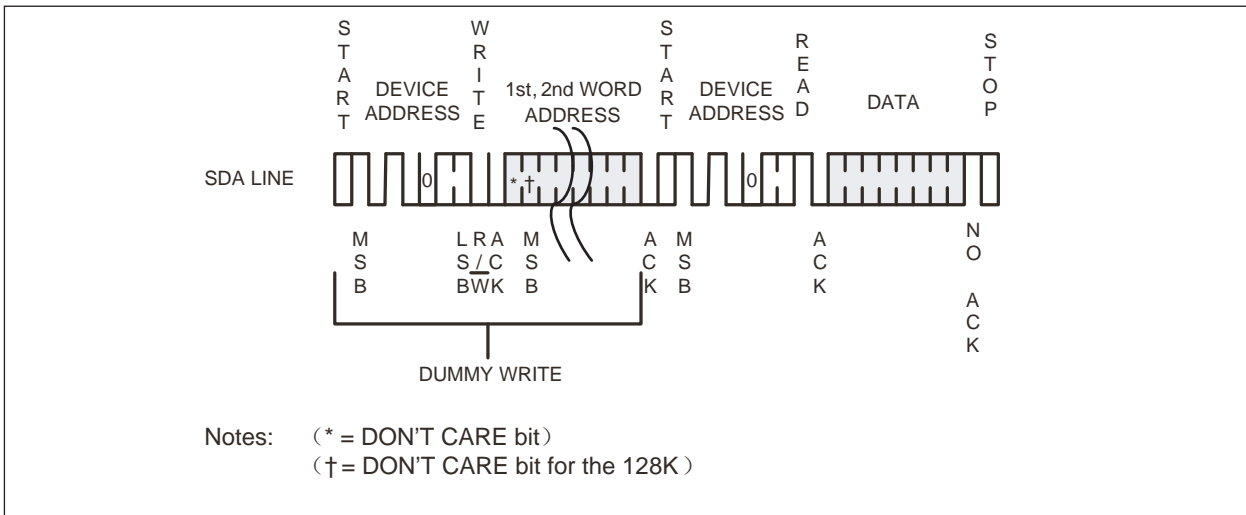 START
WRITE
START
READ
STOP
DEVICE ADDRESS
1st, 2nd WORD ADDRESS
DEVICE ADDRESS
DATA
SDA LINE
0
* †
0
MSB
LSB
R/W
ACK
MSB
ACK
MSB
ACK
NO ACK
DUMMY WRITE
Notes: (* = DON'T CARE bit)
(† = DON'T CARE bit for the 128K)